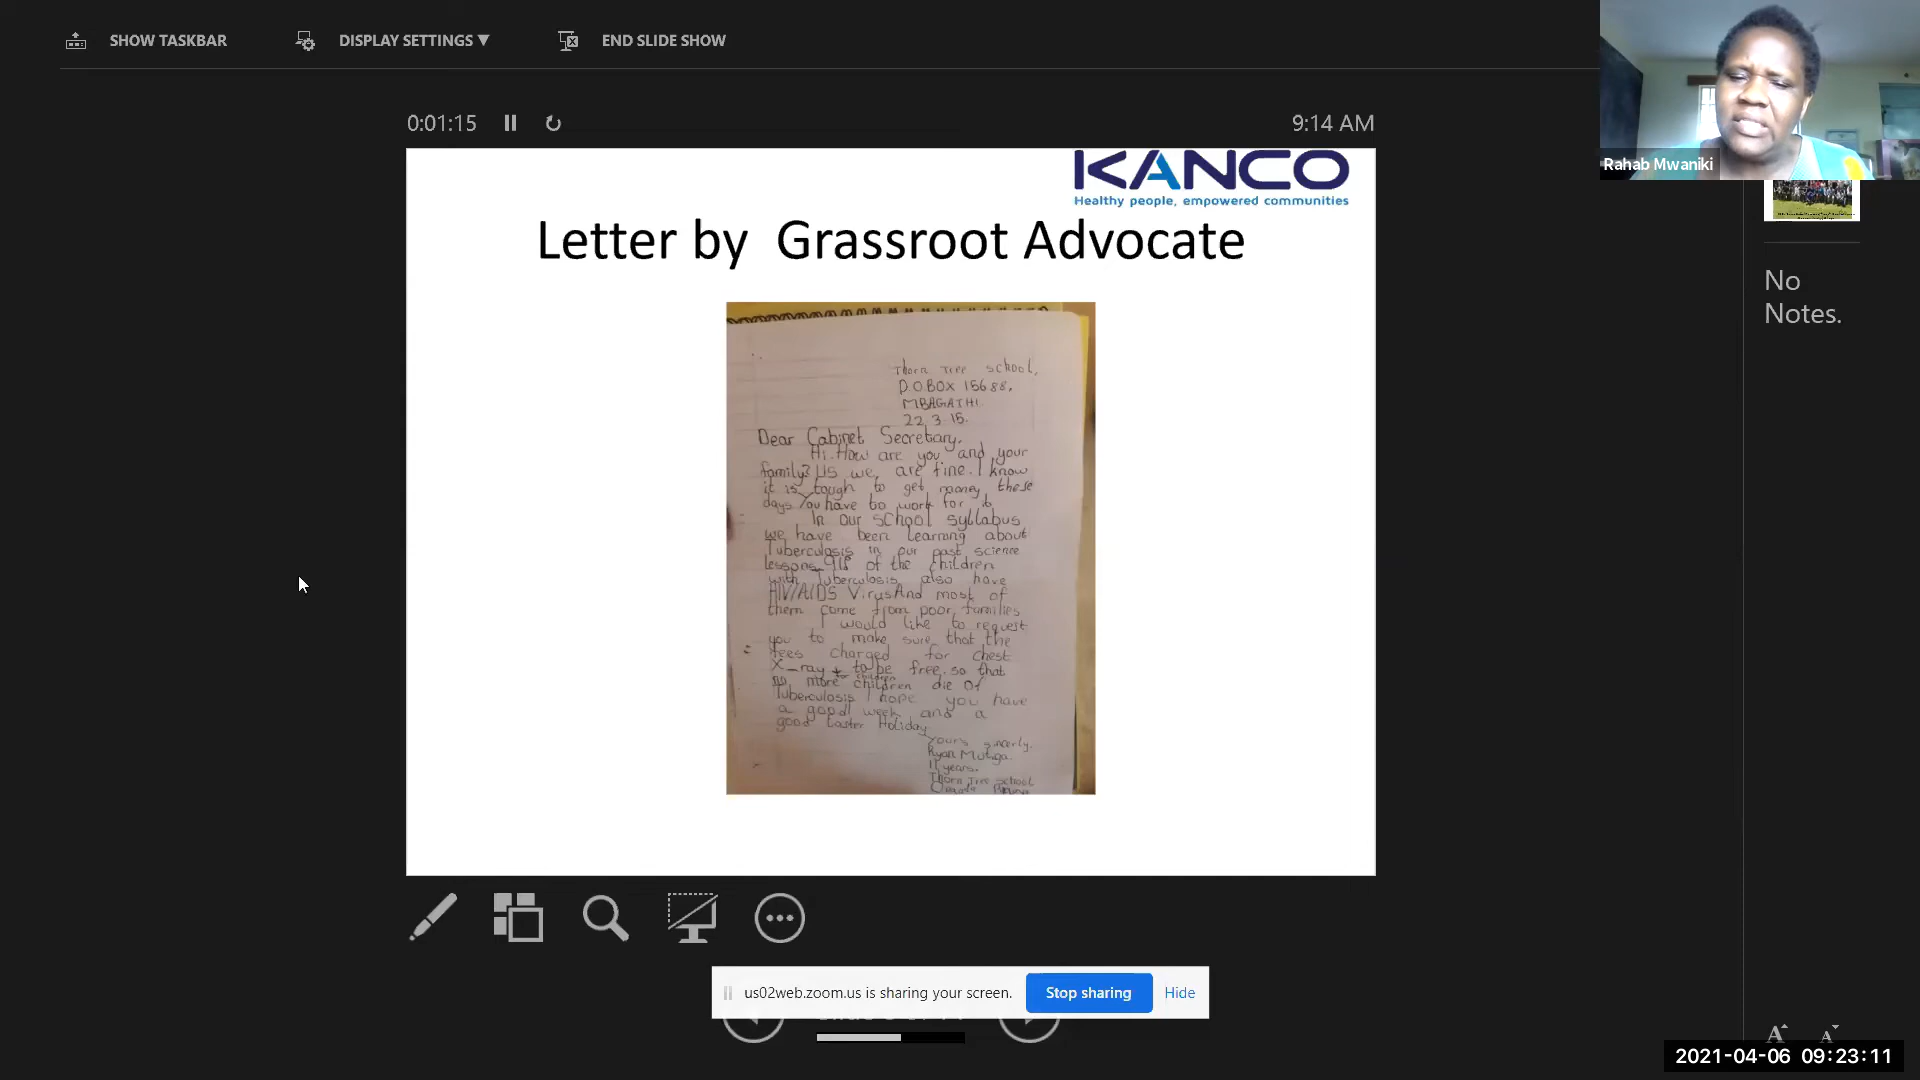 SHOW TASKBAR
DISPLAY SETTINGS ▼
END SLIDE SHOW
0:01:15
9:14 AM
Rahab Mwaniki
KANCO
Healthy people, empowered communities
Letter by Grassroot Advocate
Thorn Tree School,
P.O BOX 15688,
MBAGATHI.
22.3.15.
Dear Cabinet Secretary.
Hi. How are you and your
family? Us we, are fine. I know
it is tough to get money these
days You have to work for it
In our school syllabus
we have been learning about
Tuberculosis in our past science
lessons of the children
with Tuberculosis also have
HIV/AIDS Virus And most of
them come from poor families
I would like to request
you to make sure that the
fees charged for chest
X-ray to be free. so that
for children
no more children die of
Tuberculosis I hope you have
a good week and a
good Easter Holiday
Yours sincerly.
Ryan
11 years.
Thorn Tree School
No
Notes.
us02web.zoom.us is sharing your screen.
Stop sharing
Hide
A
A
2021-04-06 09:23:11